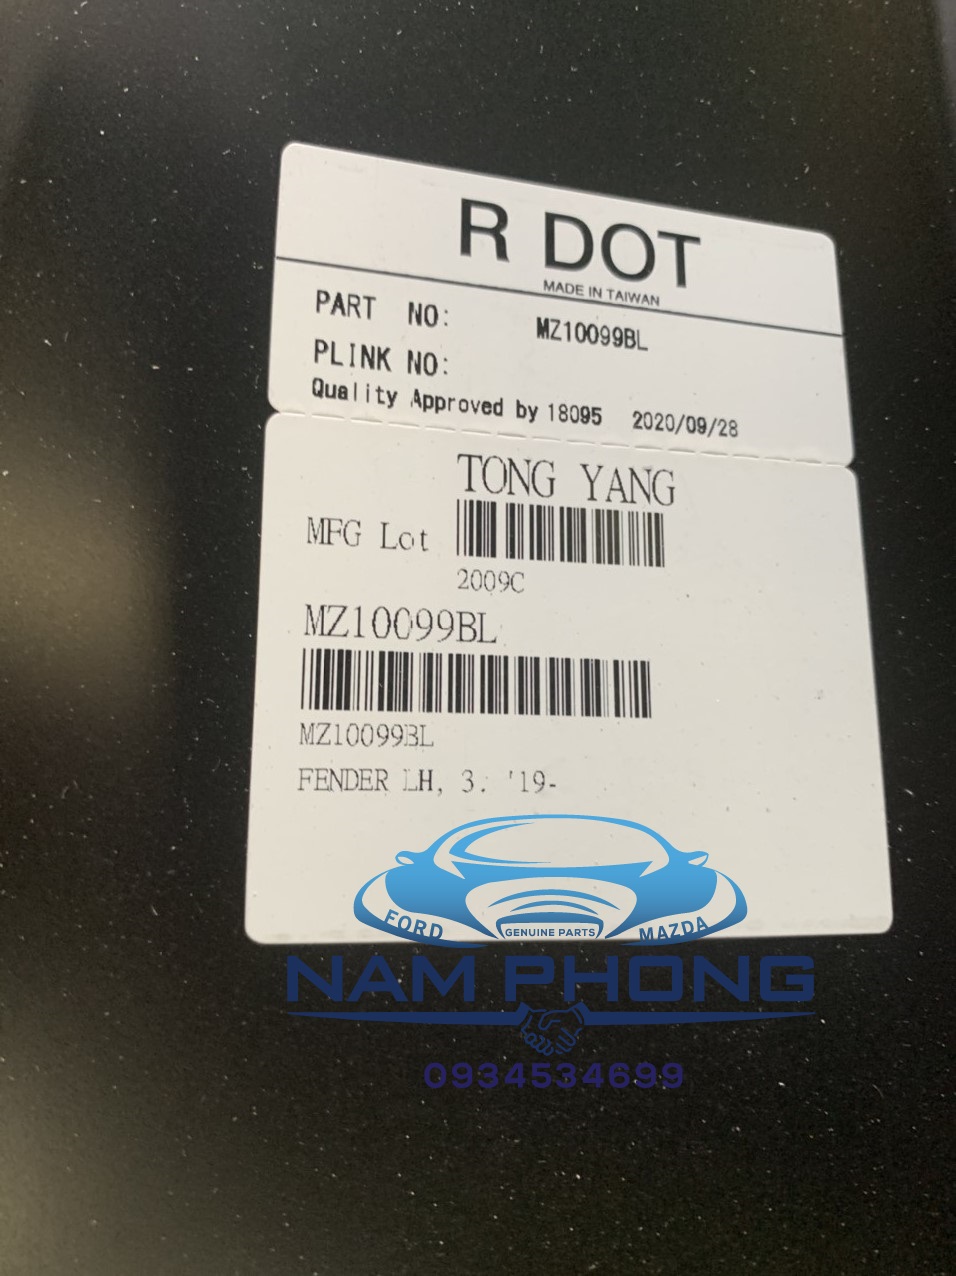 R DOT
MADE IN TAIWAN
PART NO: MZ10099BL
PLINK NO:
Quality Approved by 18095 2020/09/28
TONG YANG
MFG Lot
2009C
MZ10099BL
MZ10099BL
FENDER LH, 3. '19-
FORD GENUINE PARTS MAZDA
NAM PHONG
0934534699